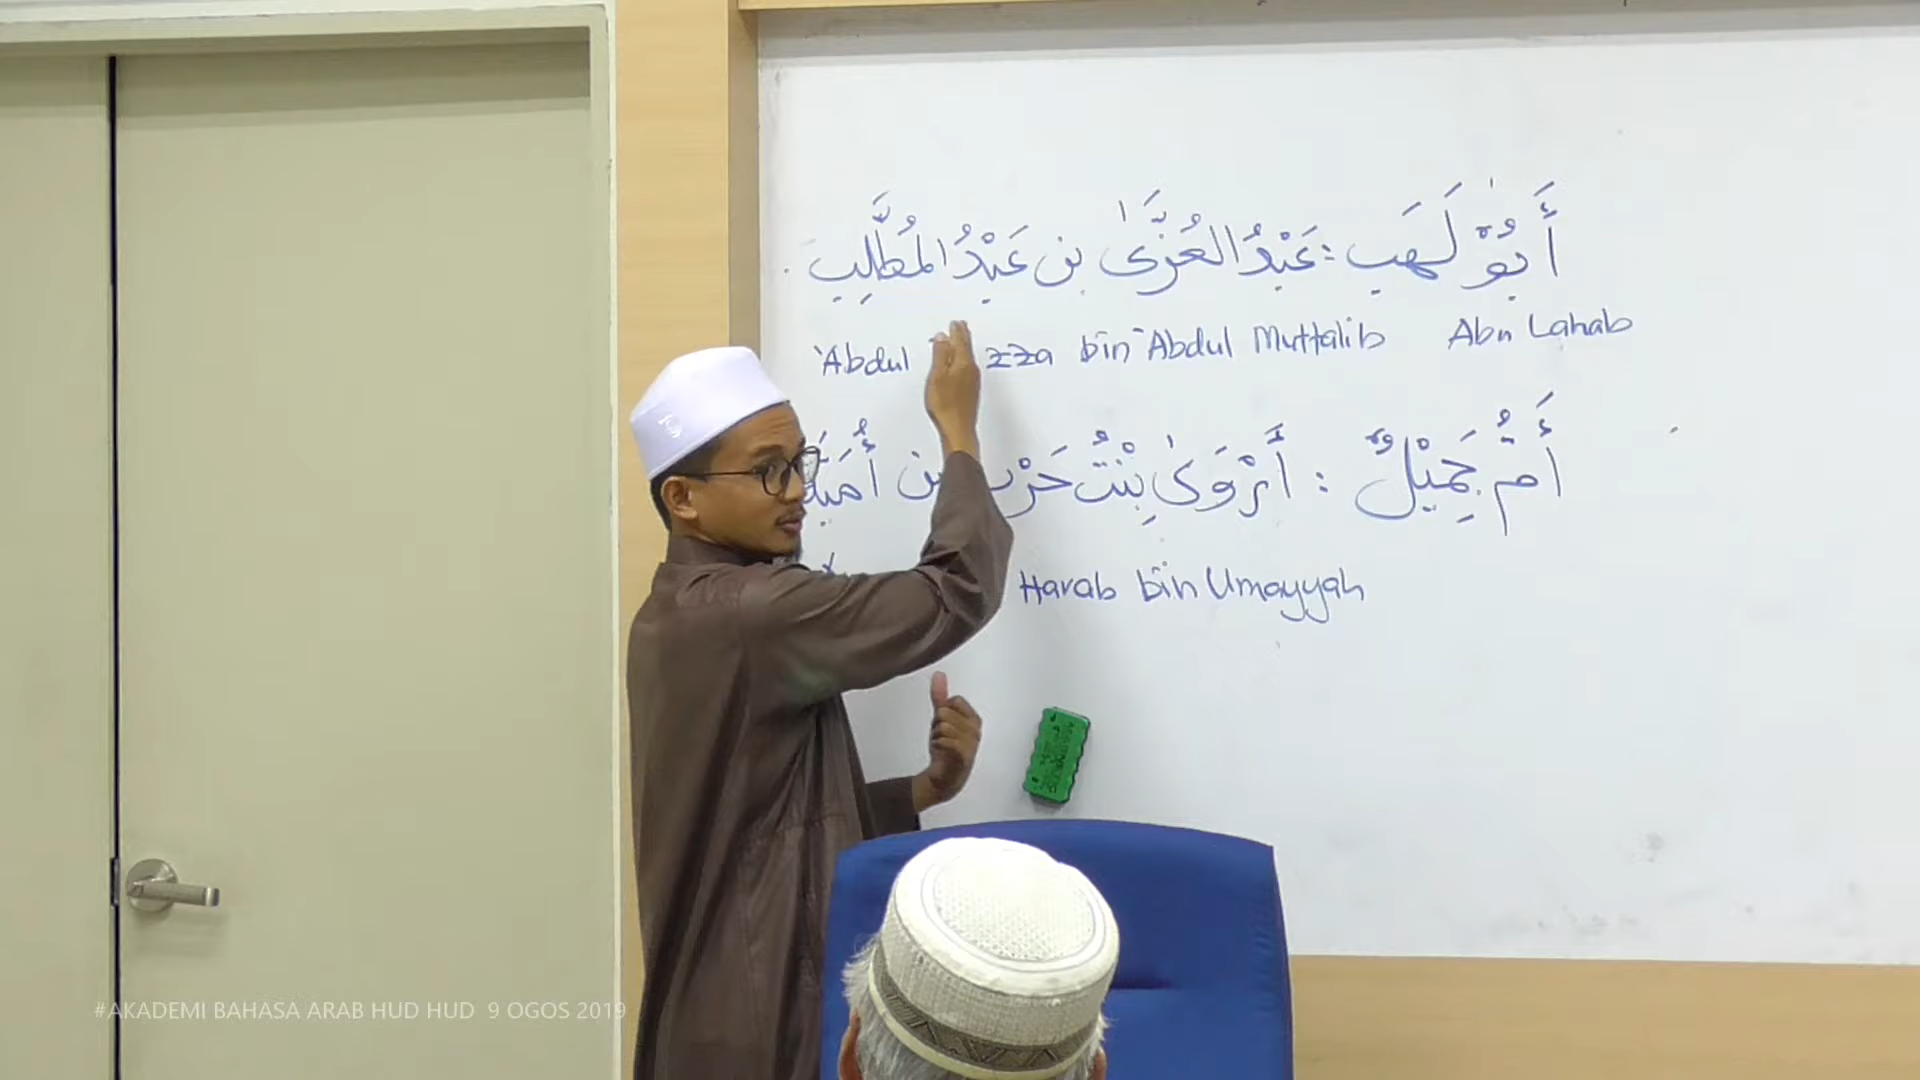 أَبُوْ لَهَب : عَبْدُ العُزَّىٰ بن عَبْدُ المُطَّلِب
`Abdul zza bin `Abdul Muttalib Abu Lahab
أُمُّ جَمِيْلٌ : أَرْوَىٰ بِنْتُ حَرْب بن
Harab bin Umayyah
#AKADEMI BAHASA ARAB HUD HUD 9 OGOS 2019